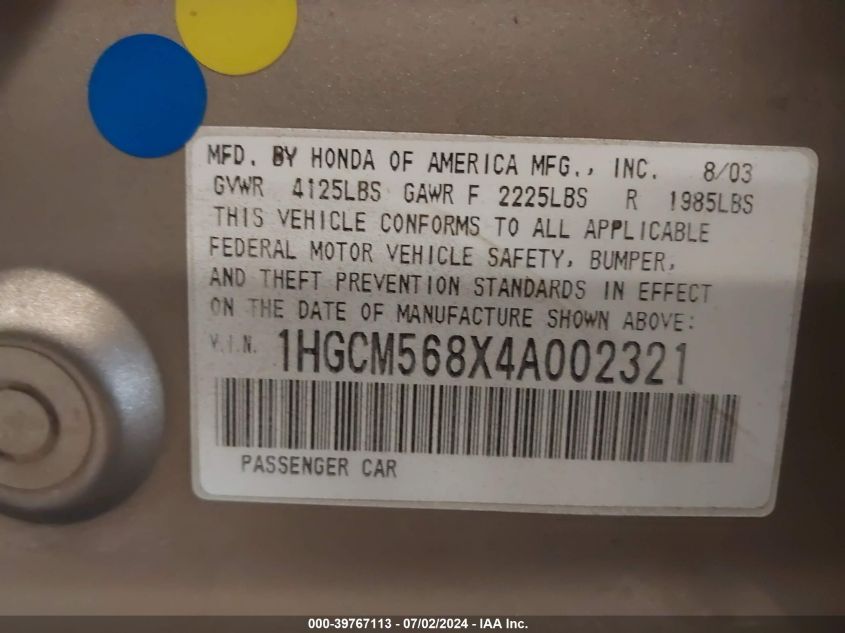 MFD. BY HONDA OF AMERICA MFG., INC. 8/03
GVWR 4125LBS GAWR F 2225LBS R 1985LBS
THIS VEHICLE CONFORMS TO ALL APPLICABLE
FEDERAL MOTOR VEHICLE SAFETY, BUMPER,
AND THEFT PREVENTION STANDARDS IN EFFECT
ON THE DATE OF MANUFACTURE SHOWN ABOVE:
V.I.N. 1HGCM568X4A002321
PASSENGER CAR
000-39767113 - 07/02/2024 - IAA Inc.